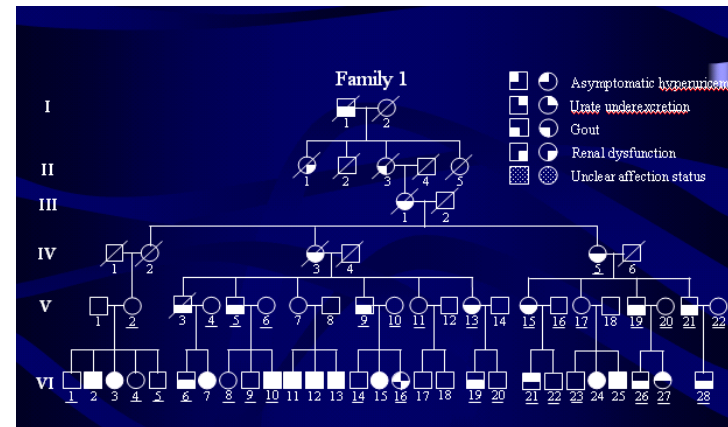 Family 1
Asymptomatic
Urate underexcretion
Gout
Renal dysfunction
Unclear affection status
I
1 2
II
1 2 3 4 5
III
1 2
IV
1 2 3 4 5 6
V
1 2 3 4 5 6 7 8 9 10 11 12 13 14 15 16 17 18 19 20 21 22
VI
1 2 3 4 5 6 7 8 9 10 11 12 13 14 15 16 17 18 19 20 21 22 23 24 25 26 27 28